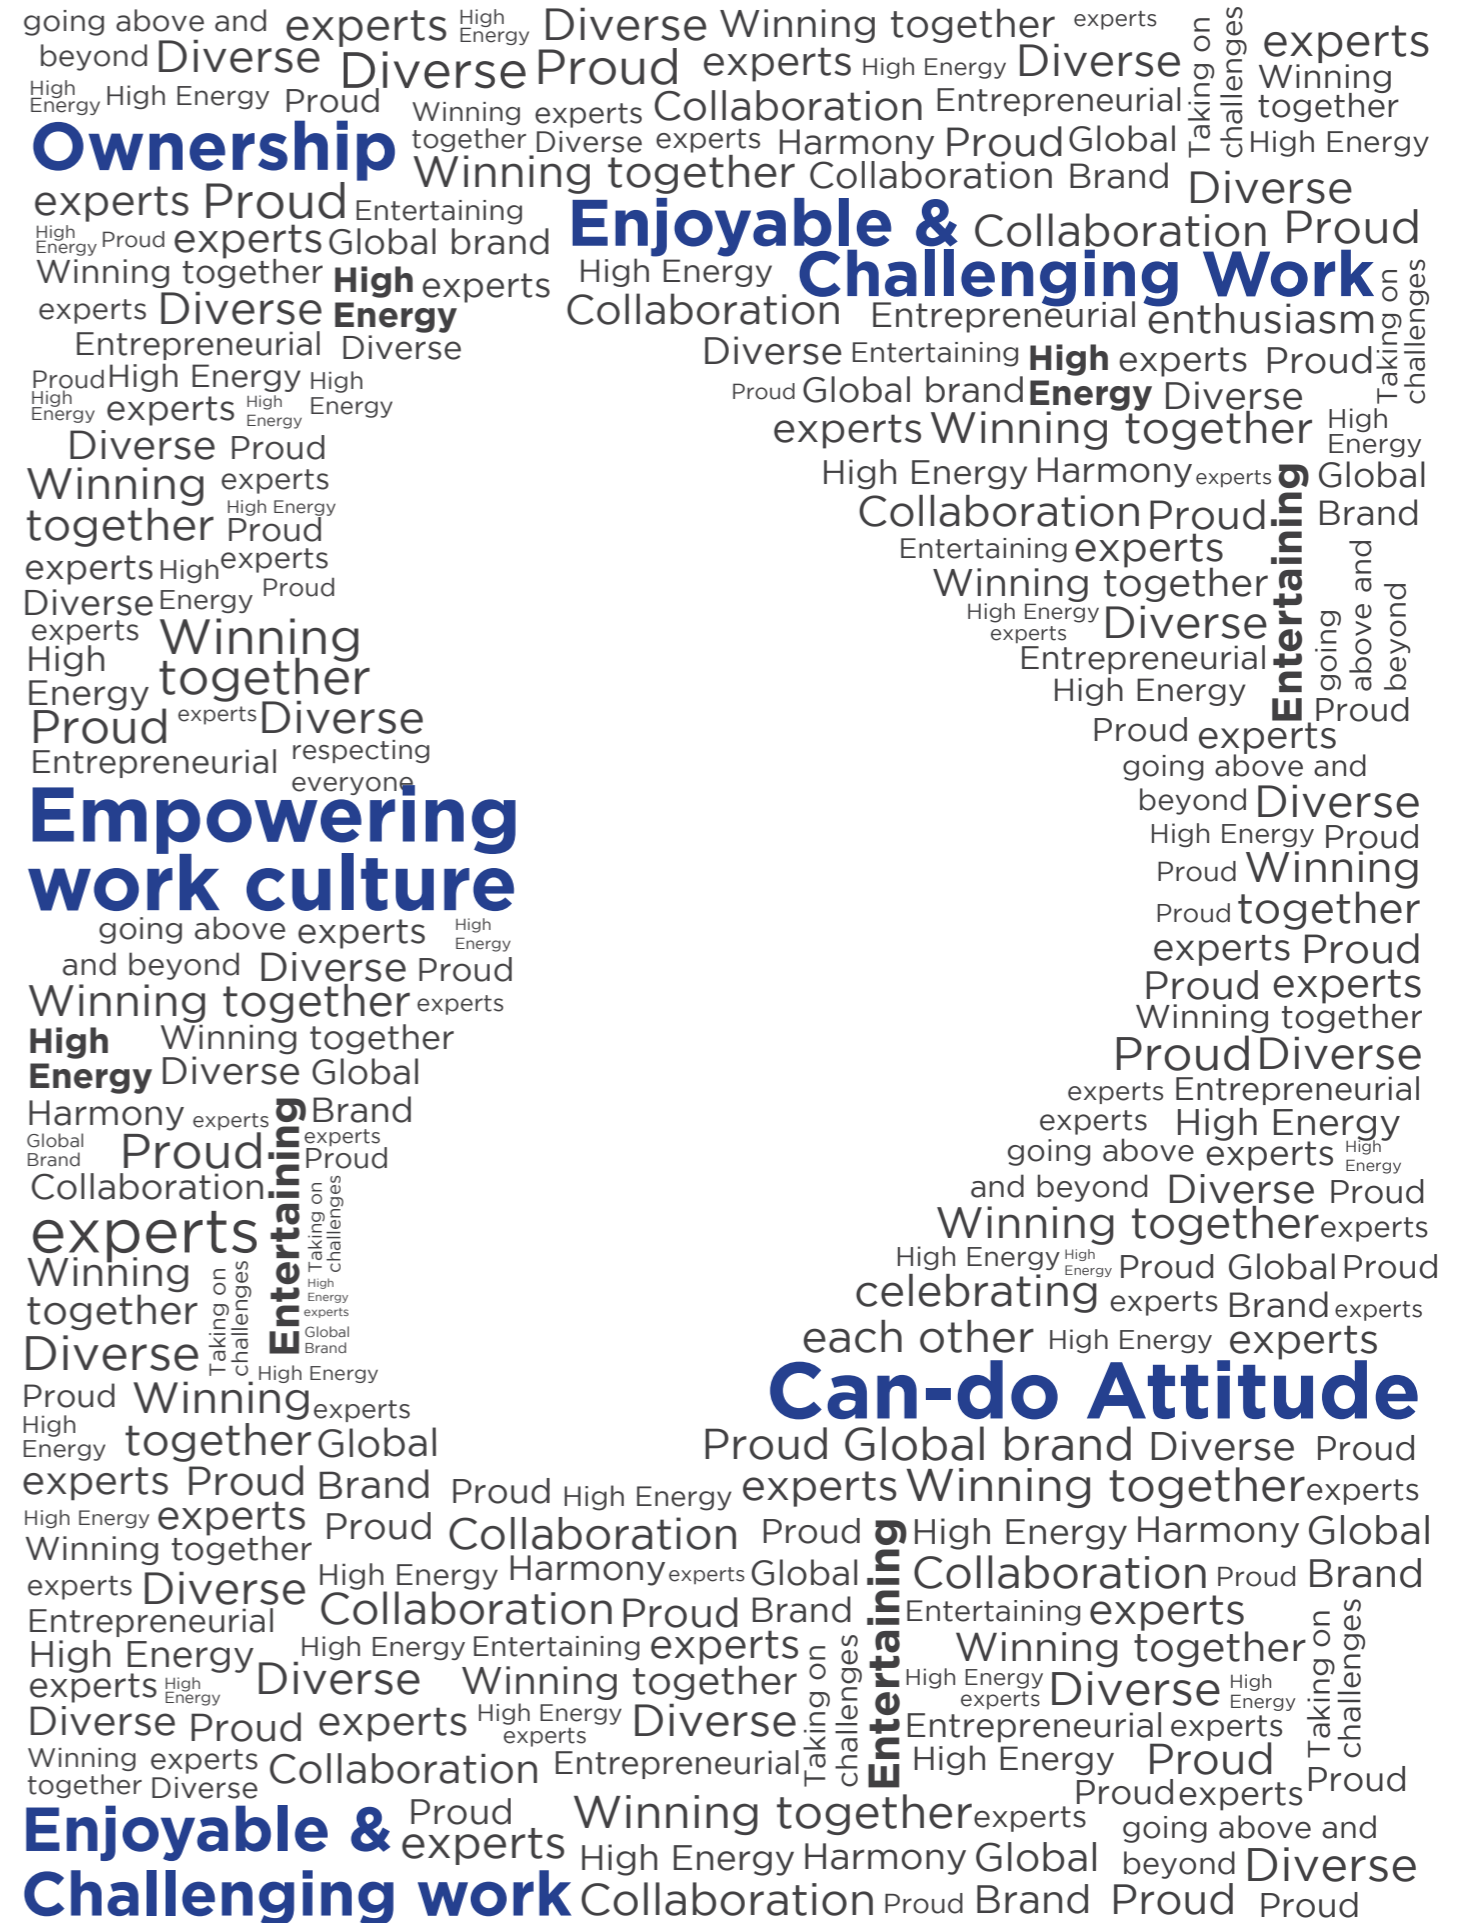 going above and experts High Energy Diverse Winning together experts
beyond Diverse Diverse Proud experts High Energy Diverse Taking on challenges experts
High Energy High Energy Proud Winning together experts Collaboration Entrepreneurial Winning together
Ownership Diverse experts Harmony Proud Global High Energy
Winning together Collaboration Brand Diverse
experts Proud Entertaining Enjoyable & Collaboration Proud
High Energy Proud experts Global brand
Winning together High Energy experts High Energy Challenging Work
experts Diverse Collaboration Entrepreneurial enthusiasm Taking on challenges
Entrepreneurial Diverse Diverse Entertaining High Energy experts Proud
Proud High Energy High Energy Proud Global brand Diverse
High Energy experts High Energy experts Winning together High Energy
Diverse Proud
Winning together experts High Energy Harmony experts Entertaining Global Brand
High Energy Proud Collaboration Proud
experts High Energy experts Entertaining experts
Diverse Proud Winning together going above and beyond
experts Winning together High Energy experts Diverse
High Energy Entrepreneurial
High Energy
Proud experts Diverse Proud experts Proud
Entrepreneurial respecting everyone going above and
Empowering beyond Diverse
High Energy Proud
work culture Proud Winning together
going above experts High Energy Proud
and beyond Diverse Proud experts Proud
Winning together experts Proud experts
High Energy Winning together Winning together
Diverse Global Brand Proud Diverse
Harmony experts Entertaining experts experts Entrepreneurial
Global Brand Proud Proud experts High Energy
Collaboration Taking on challenges going above experts High Energy
and beyond Diverse Proud
experts Winning together experts
Winning together Taking on challenges High Energy experts High Energy High Energy Proud Global Brand Proud
Global Brand celebrating each other experts experts
Diverse High Energy High Energy experts
Proud Winning together experts Can-do Attitude
High Energy Global Brand Proud Global brand Diverse Proud
experts Proud Proud High Energy experts Winning together experts
High Energy experts Proud Collaboration Proud Entertaining High Energy Harmony Global Brand
Winning together High Energy Harmony experts Global Brand Collaboration Proud
experts Diverse Collaboration Proud Entertaining experts
Entrepreneurial High Energy Entertaining experts Winning together Taking on challenges
High Energy Diverse Winning together Taking on challenges High Energy experts Diverse High Energy
experts High Energy
Diverse Proud experts High Energy experts Diverse Entrepreneurial experts
Winning together experts Collaboration Entrepreneurial High Energy Proud
Diverse Proud experts Proud
Enjoyable & Proud experts Winning together experts going above and
High Energy Harmony Global Brand beyond Diverse
Challenging work Collaboration Proud Proud Proud